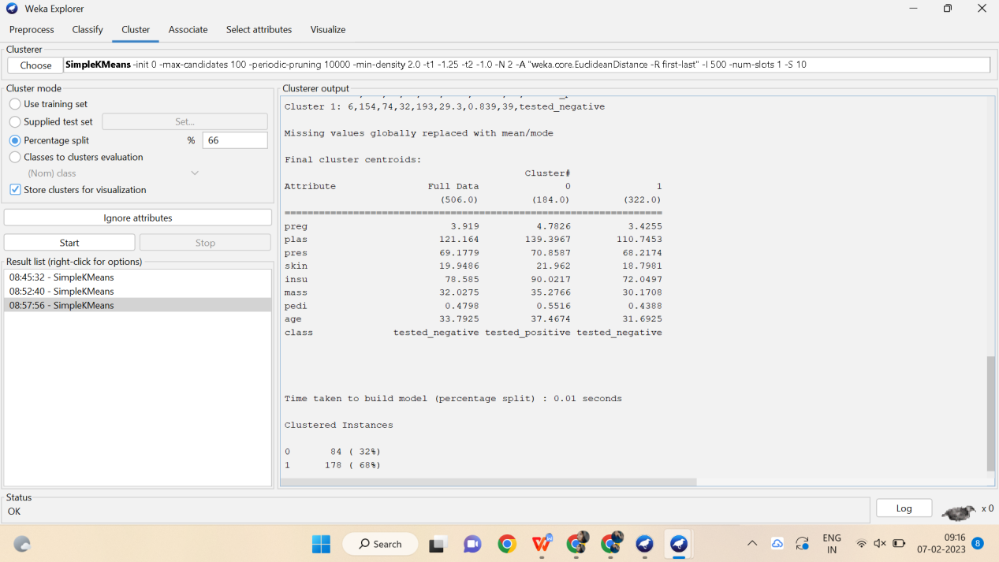 Weka Explorer
Preprocess Classify Cluster Associate Select attributes Visualize
Clusterer
Choose SimpleKMeans -init 0 -max-candidates 100 -periodic-pruning 10000 -min-density 2.0 -t1 -1.25 -t2 -1.0 -N 2 -A "weka.core.EuclideanDistance -R first-last" -I 500 -num-slots 1 -S 10
Cluster mode
Use training set
Supplied test set Set...
Percentage split % 66
Classes to clusters evaluation
(Nom) class
Store clusters for visualization
Ignore attributes
Start Stop
Result list (right-click for options)
08:45:32 - SimpleKMeans
08:52:40 - SimpleKMeans
08:57:56 - SimpleKMeans
Clusterer output
Cluster 1: 6,154,74,32,193,29.3,0.839,39,tested_negative
Missing values globally replaced with mean/mode
Final cluster centroids:
Cluster#
Attribute Full Data 0 1
(506.0) (184.0) (322.0)
==================================================================
preg 3.919 4.7826 3.4255
plas 121.164 139.3967 110.7453
pres 69.1779 70.8587 68.2174
skin 19.9486 21.962 18.7981
insu 78.585 90.0217 72.0497
mass 32.0275 35.2766 30.1708
pedi 0.4798 0.5516 0.4388
age 33.7925 37.4674 31.6925
class tested_negative tested_positive tested_negative
Time taken to build model (percentage split) : 0.01 seconds
Clustered Instances
0 84 ( 32%)
1 178 ( 68%)
Status
OK
Log x 0
Search
ENG
IN
09:16
07-02-2023
8